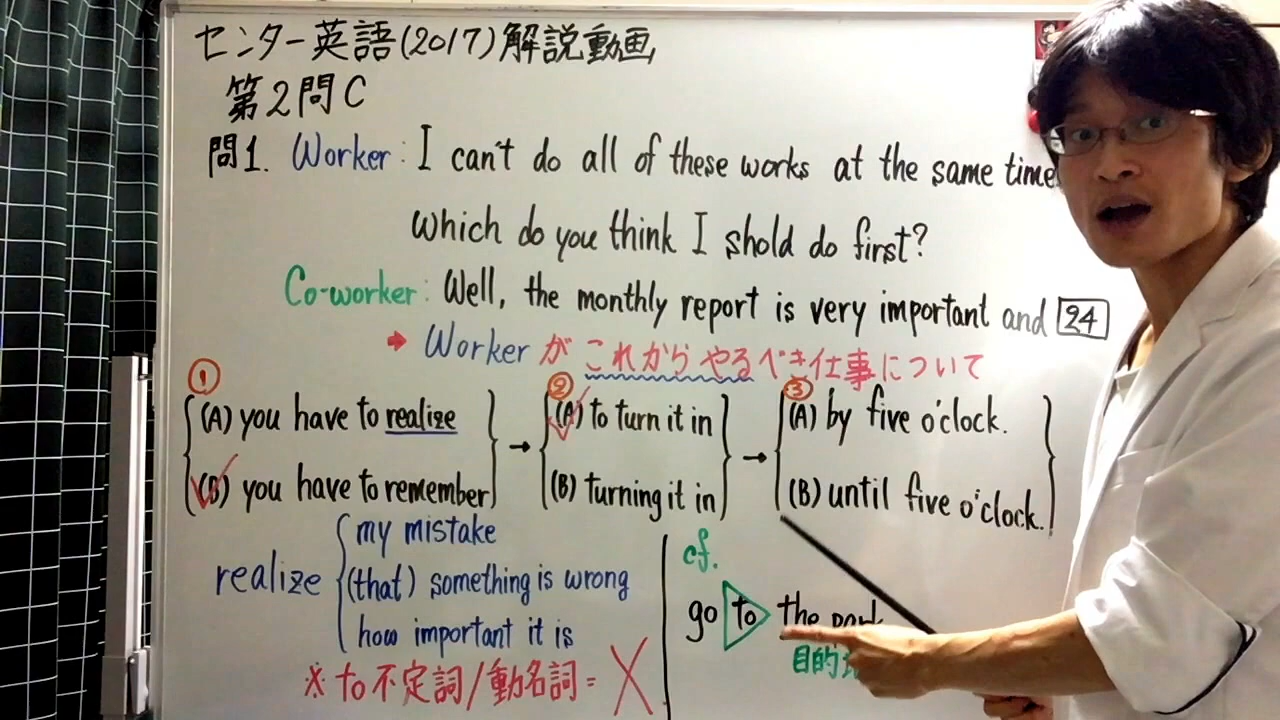 センター英語(2017)解説動画
第2問C
問1. Worker: I can't do all of these works at the same time
Which do you think I shold do first?
Co-worker: Well, the monthly report is very important and 24
➡ Worker が これから やるべき仕事について
① ② ③
(A) you have to realize → (A) to turn it in → (A) by five o'clock.
(B) you have to remember (B) turning it in (B) until five o'clock.
realize my mistake
(that) something is wrong
how important it is
※ to不定詞/動名詞 = X
cf.
go to the
目的